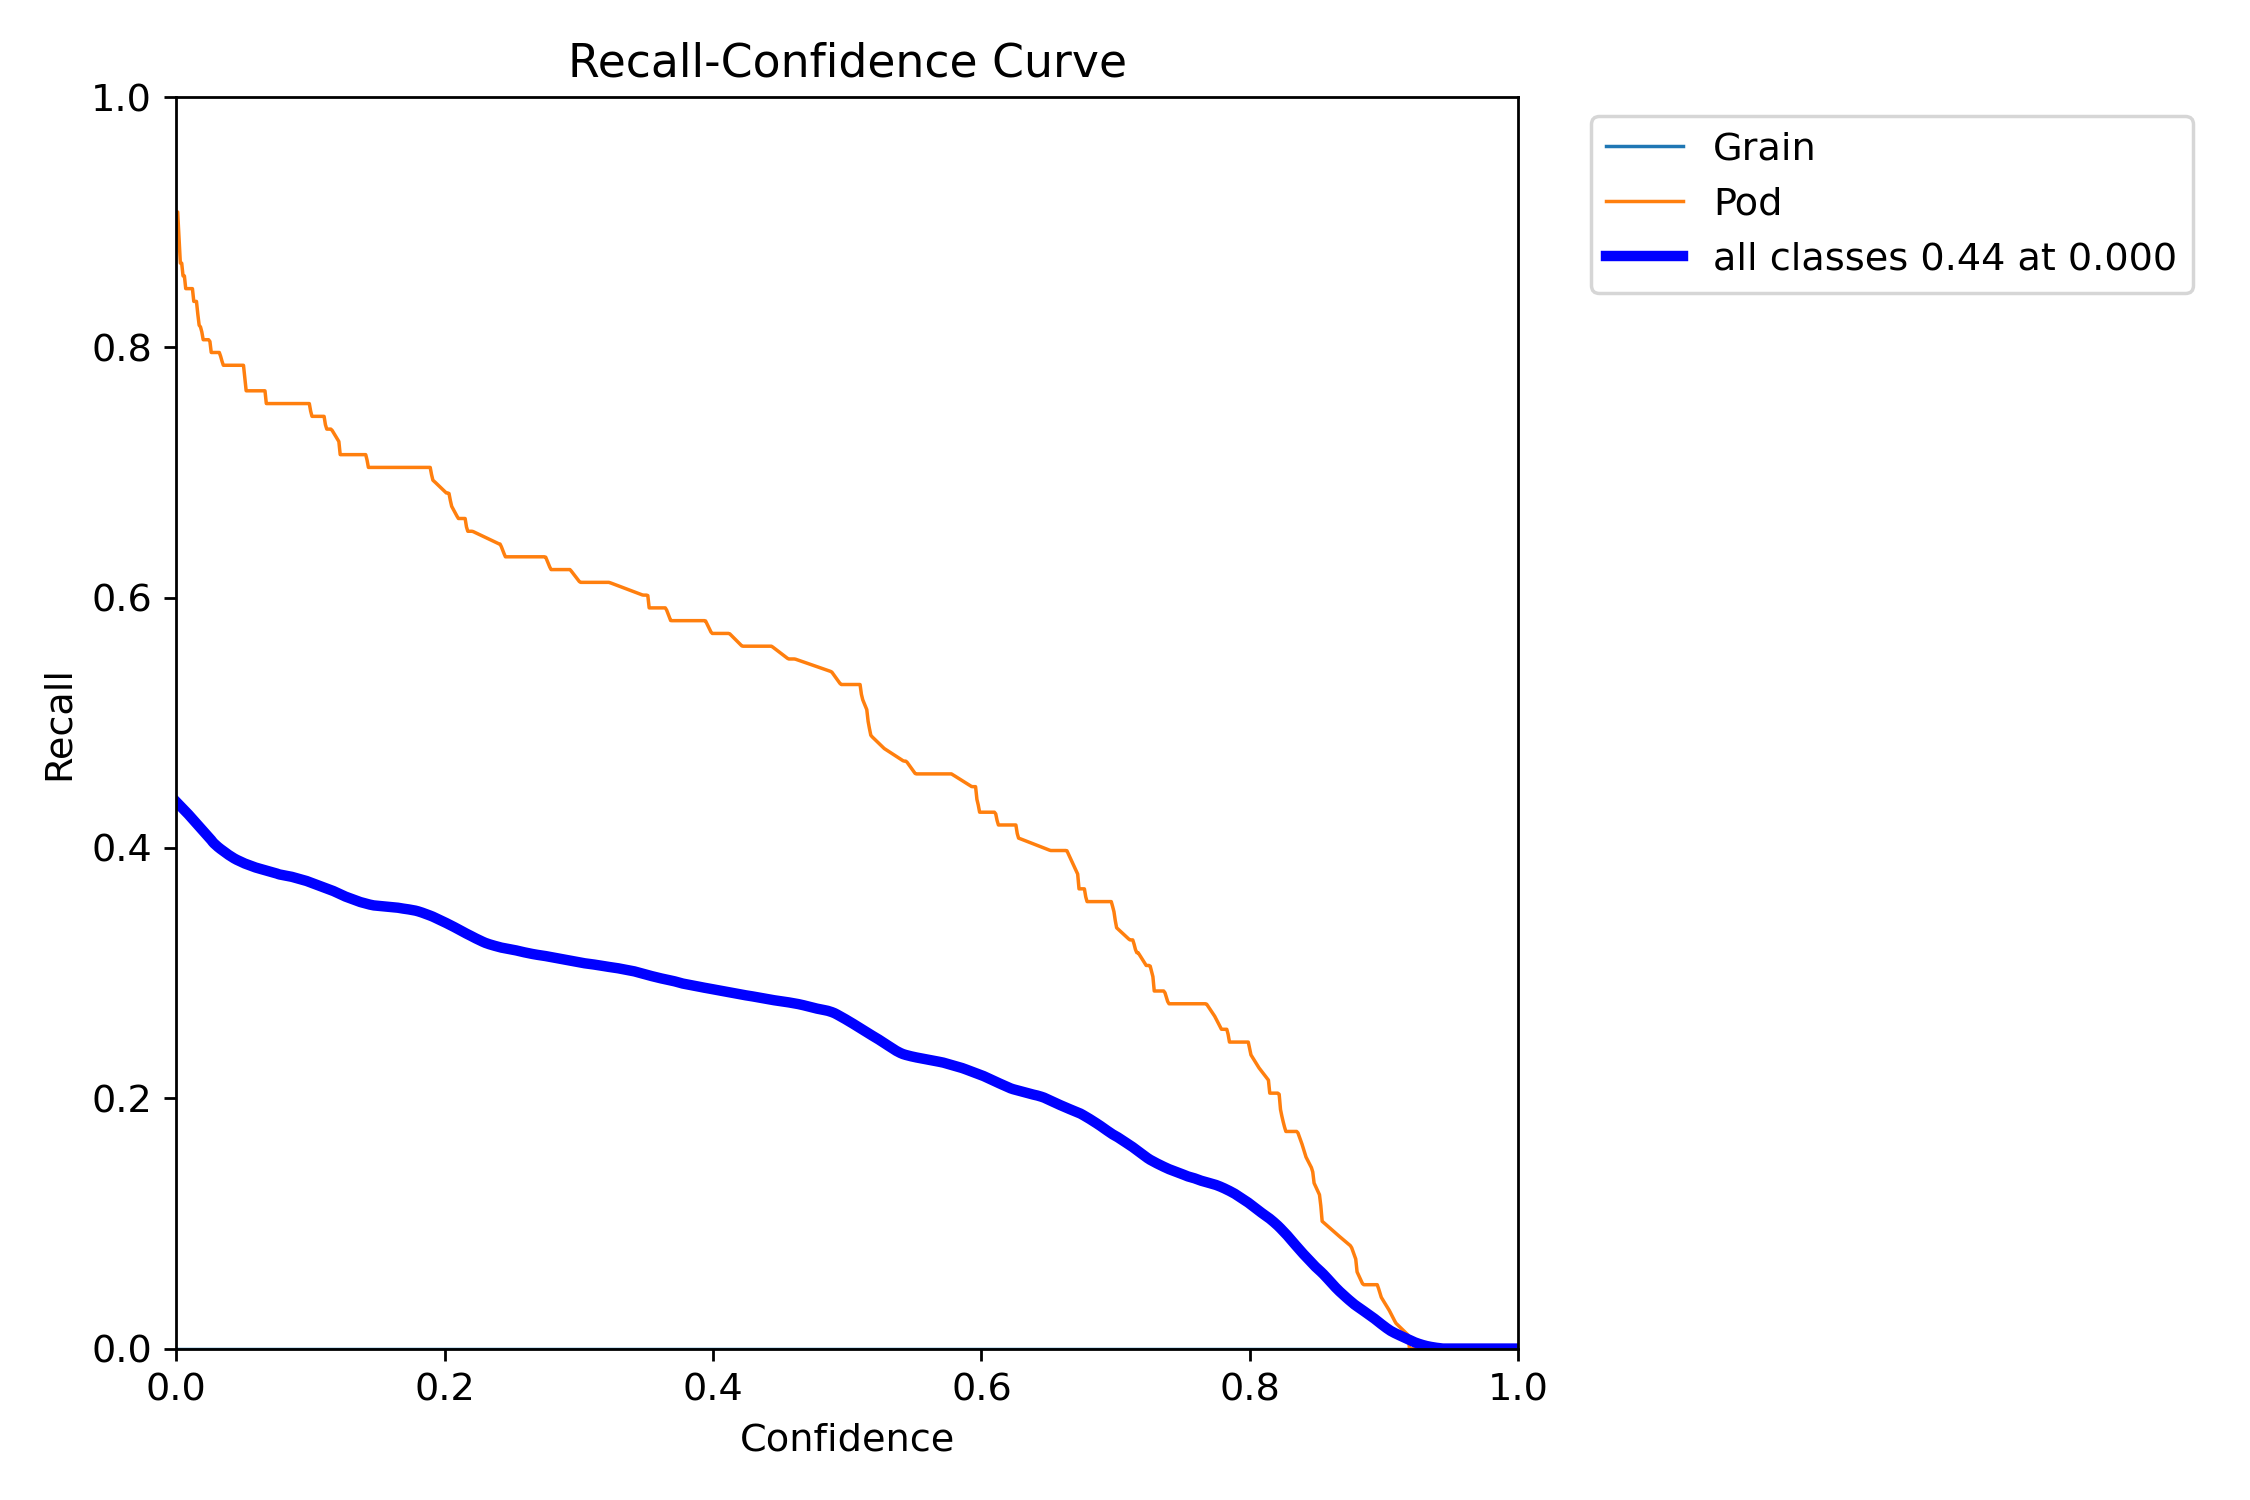 Recall-Confidence Curve
1.0
0.8
0.6
0.4
0.2
0.0
Recall
0.0 0.2 0.4 0.6 0.8 1.0
Confidence
Grain
Pod
all classes 0.44 at 0.000